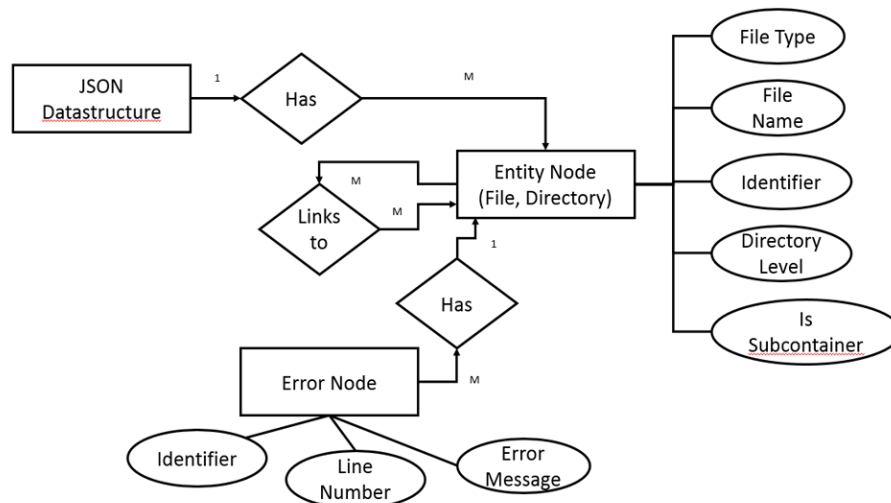 File Type
JSON
Datastructure
1
Has
M
File
Name
Entity Node
(File, Directory)
M
Links
to
M
Identifier
1
Directory
Level
Has
Is
Subcontainer
Error Node
M
Identifier
Line
Number
Error
Message